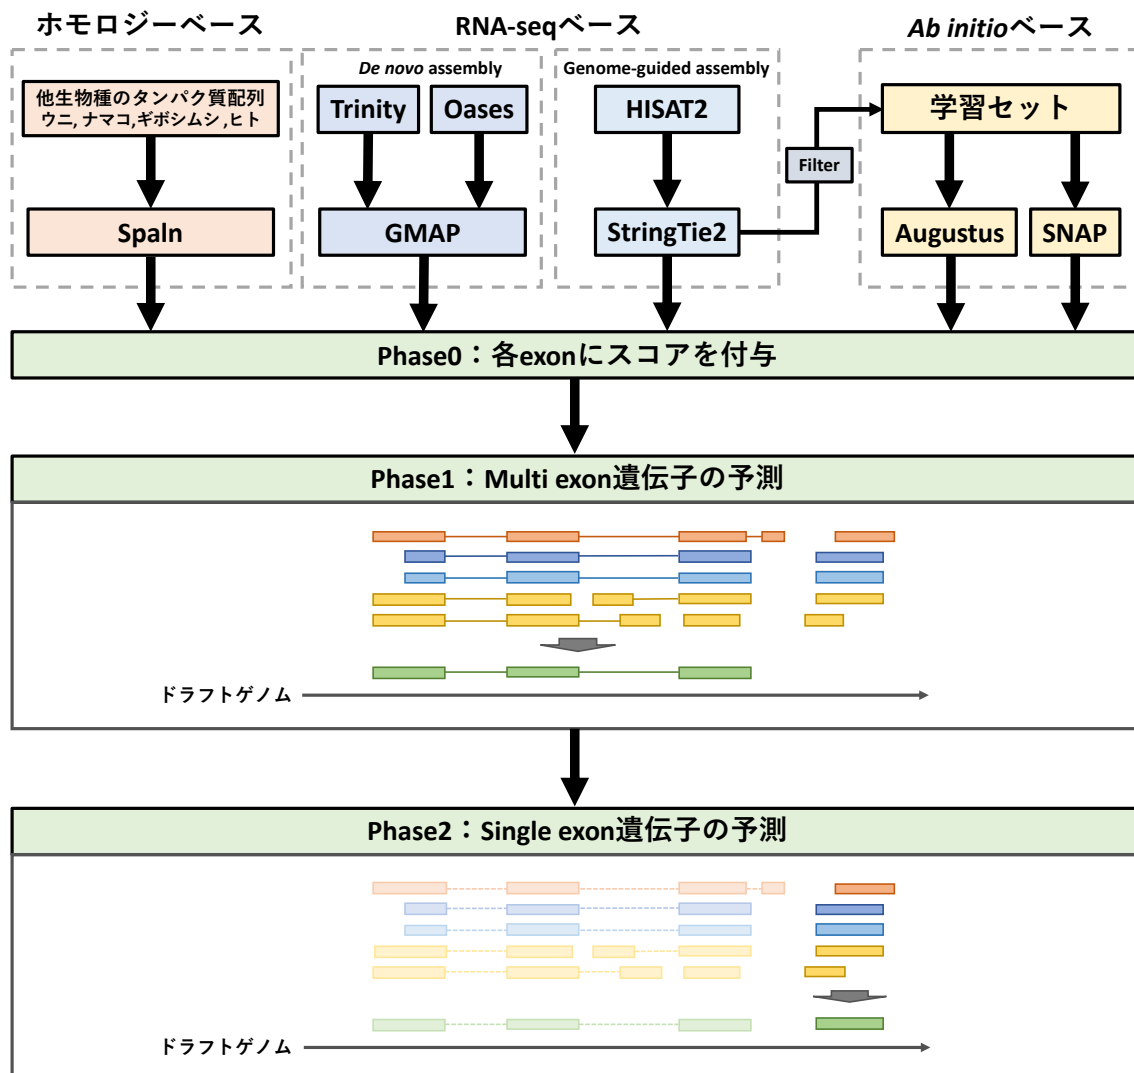 ホモロジーベース
RNA-seqベース
Ab initioベース
De novo assembly
Genome-guided assembly
他生物種のタンパク質配列
ウニ, ナマコ,ギボシムシ ,ヒト
Trinity
Oases
HISAT2
学習セット
Filter
Spaln
GMAP
StringTie2
Augustus
SNAP
Phase0：各exonにスコアを付与
Phase1：Multi exon遺伝子の予測
ドラフトゲノム
Phase2：Single exon遺伝子の予測
ドラフトゲノム